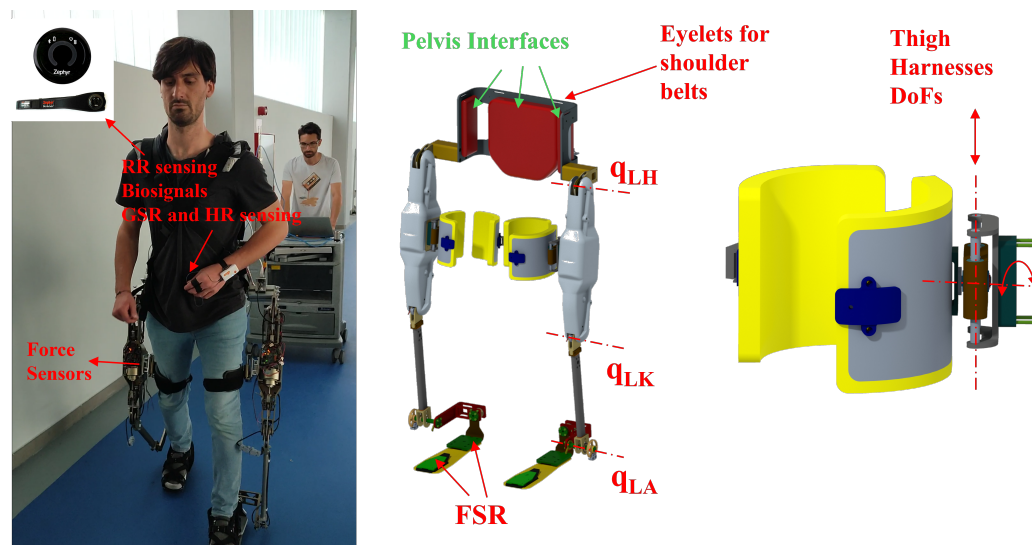 Zephyr
RR sensing
Biosignals
GSR and HR sensing
Force
Sensors
Pelvis Interfaces
Eyelets for
shoulder
belts
qLH
qLK
qLA
FSR
Thigh
Harnesses
DoFs